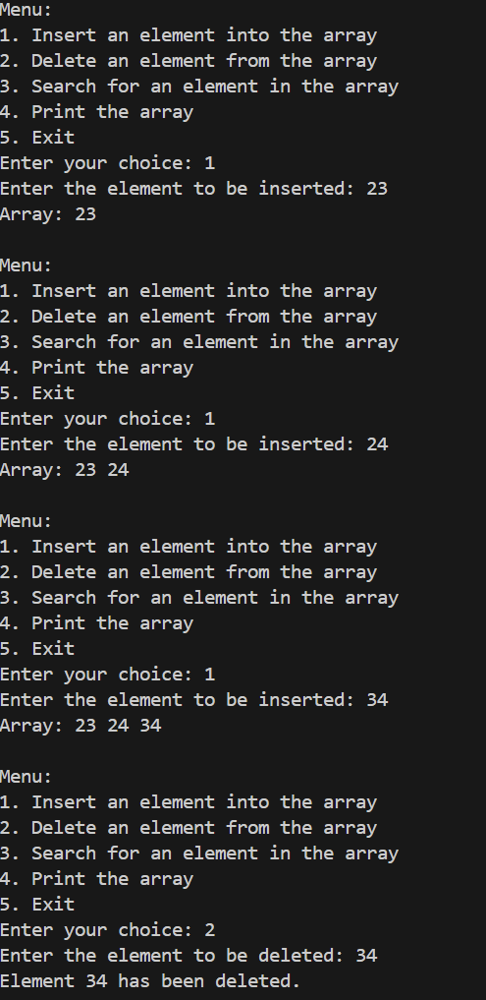 Menu:
1. Insert an element into the array
2. Delete an element from the array
3. Search for an element in the array
4. Print the array
5. Exit
Enter your choice: 1
Enter the element to be inserted: 23
Array: 23

Menu:
1. Insert an element into the array
2. Delete an element from the array
3. Search for an element in the array
4. Print the array
5. Exit
Enter your choice: 1
Enter the element to be inserted: 24
Array: 23 24

Menu:
1. Insert an element into the array
2. Delete an element from the array
3. Search for an element in the array
4. Print the array
5. Exit
Enter your choice: 1
Enter the element to be inserted: 34
Array: 23 24 34

Menu:
1. Insert an element into the array
2. Delete an element from the array
3. Search for an element in the array
4. Print the array
5. Exit
Enter your choice: 2
Enter the element to be deleted: 34
Element 34 has been deleted.